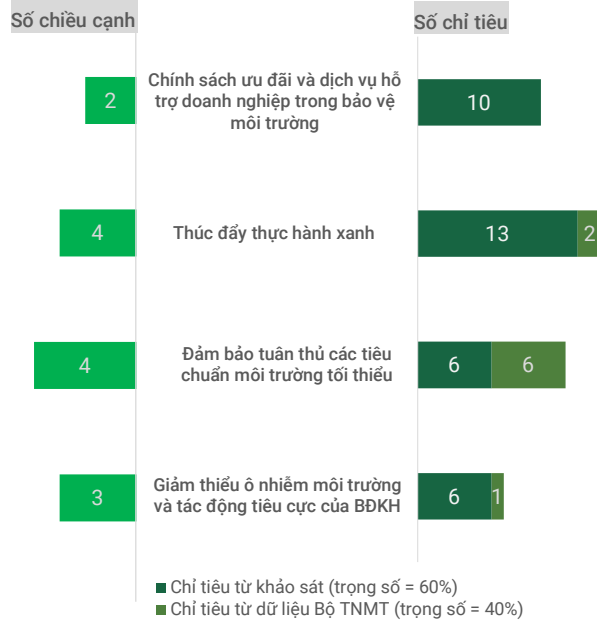 Số chiều cạnh
Số chỉ tiêu
2
Chính sách ưu đãi và dịch vụ hỗ
trợ doanh nghiệp trong bảo vệ
môi trường
10
4
Thúc đẩy thực hành xanh
13
2
4
Đảm bảo tuân thủ các tiêu
chuẩn môi trường tối thiểu
6
6
3
Giảm thiểu ô nhiễm môi trường
và tác động tiêu cực của BĐKH
6
1
Chỉ tiêu từ khảo sát (trọng số = 60%)
Chỉ tiêu từ dữ liệu Bộ TNMT (trọng số = 40%)